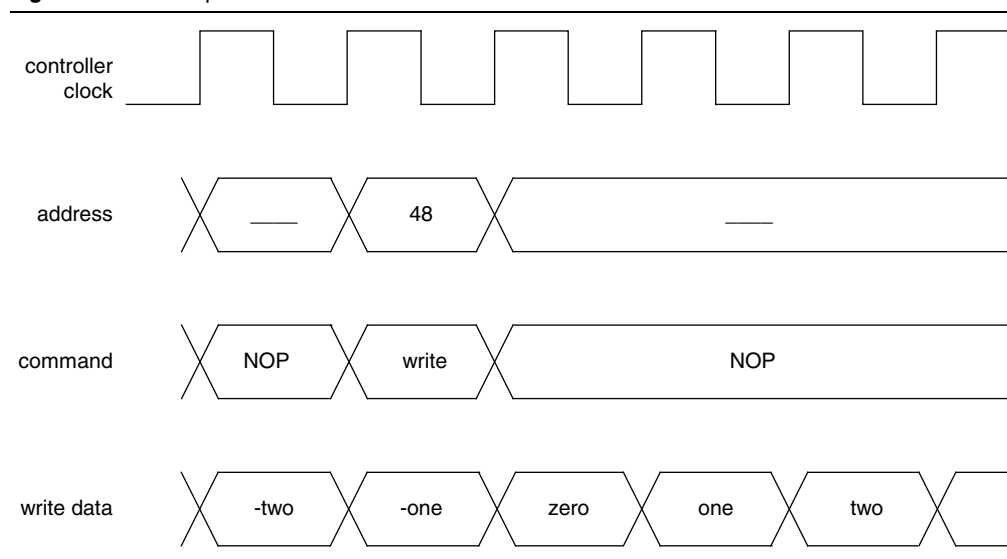 controller
clock
address
____ 48 ____
command
NOP write NOP
write data
-two -one zero one two